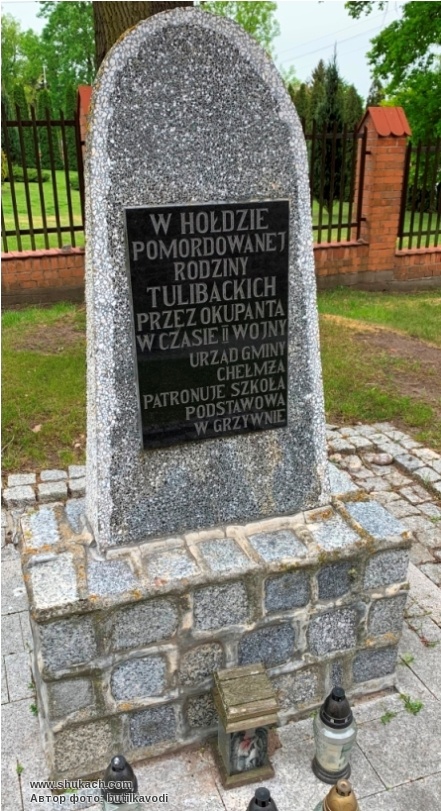 W HOŁDZIE
POMORDOWANEJ
RODZINY
TULIBACKICH
PRZEZ OKUPANTA
W CZASIE II WOJNY
URZĄD GMINY
CHEŁMŻA
PATRONUJE SZKOŁA
PODSTAWOWA
W GRZYWNIE
www.shukach.com
Автор фото: butilkavodi